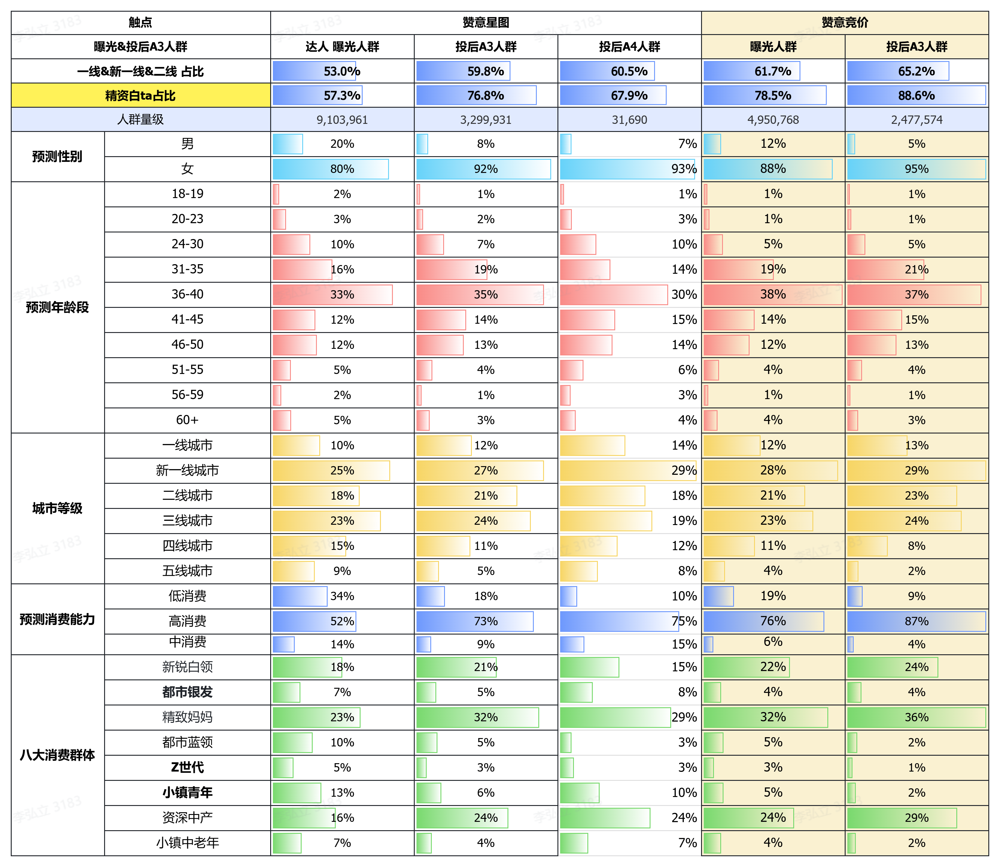 触点 赞意星图 赞意竞价
曝光&投后A3人群 达人 曝光人群 投后A3人群 投后A4人群 曝光人群 投后A3人群
一线&新一线&二线 占比 53.0% 59.8% 60.5% 61.7% 65.2%
精资白ta占比 57.3% 76.8% 67.9% 78.5% 88.6%
人群量级 9,103,961 3,299,931 31,690 4,950,768 2,477,574
预测性别
男 20% 8% 7% 12% 5%
女 80% 92% 93% 88% 95%
预测年龄段
18-19 2% 1% 1% 1% 1%
20-23 3% 2% 3% 1% 1%
24-30 10% 7% 10% 5% 5%
31-35 16% 19% 14% 19% 21%
36-40 33% 35% 30% 38% 37%
41-45 12% 14% 15% 14% 15%
46-50 12% 13% 14% 12% 13%
51-55 5% 4% 6% 4% 4%
56-59 2% 1% 3% 1% 1%
60+ 5% 3% 4% 4% 3%
城市等级
一线城市 10% 12% 14% 12% 13%
新一线城市 25% 27% 29% 28% 29%
二线城市 18% 21% 18% 21% 23%
三线城市 23% 24% 19% 23% 24%
四线城市 15% 11% 12% 11% 8%
五线城市 9% 5% 8% 4% 2%
预测消费能力
低消费 34% 18% 10% 19% 9%
高消费 52% 73% 75% 76% 87%
中消费 14% 9% 15% 6% 4%
八大消费群体
新锐白领 18% 21% 15% 22% 24%
都市银发 7% 5% 8% 4% 4%
精致妈妈 23% 32% 29% 32% 36%
都市蓝领 10% 5% 3% 5% 2%
Z世代 5% 3% 3% 3% 1%
小镇青年 13% 6% 10% 5% 2%
资深中产 16% 24% 24% 24% 29%
小镇中老年 7% 4% 7% 4% 2%
李弘立 3183